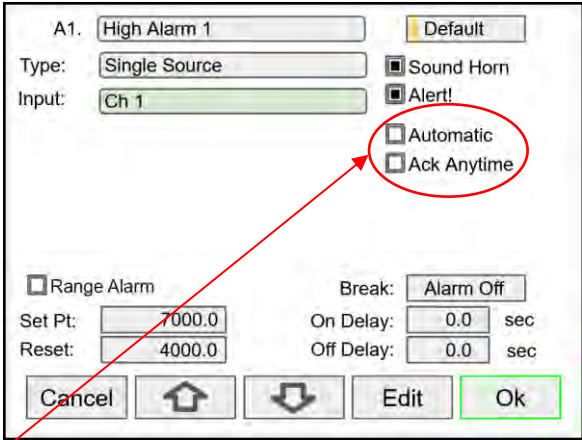 A1. High Alarm 1 Default
Type: Single Source Sound Horn
Input: Ch 1 Alert!
Automatic
Ack Anytime
Range Alarm Break: Alarm Off
Set Pt: 7000.0 On Delay: 0.0 sec
Reset: 4000.0 Off Delay: 0.0 sec
Cancel Edit Ok